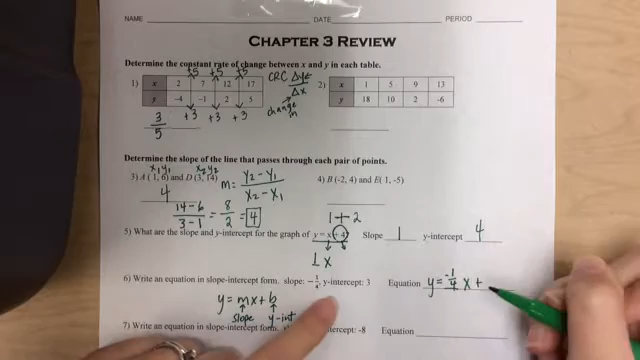 NAME DATE PERIOD
CHAPTER 3 REVIEW
Determine the constant rate of change between x and y in each table.
+5 +5 +5
1) x 2 7 12 17
y -4 -1 2 5
+3 +3 +3
3/5
CRC Δy
Δx
change in
2) x 1 5 9 13
y 18 10 2 -6
Determine the slope of the line that passes through each pair of points.
x1 y1 x2 y2
3) A (1, 6) and D (3, 14)
4
m = y2 - y1 / x2 - x1
14-6 / 3-1 = 8/2 = 4
4) B (-2, 4) and E( 1, -5)
1 + 2
5) What are the slope and y-intercept for the graph of y = x + 4 Slope 1 y-intercept 4
1x
6) Write an equation in slope-intercept form. slope: -1/4, y-intercept: 3 Equation y = -1/4 x +
y = mx + b
slope y-int
7) Write an equation in slope-intercept form. intercept: -8 Equation